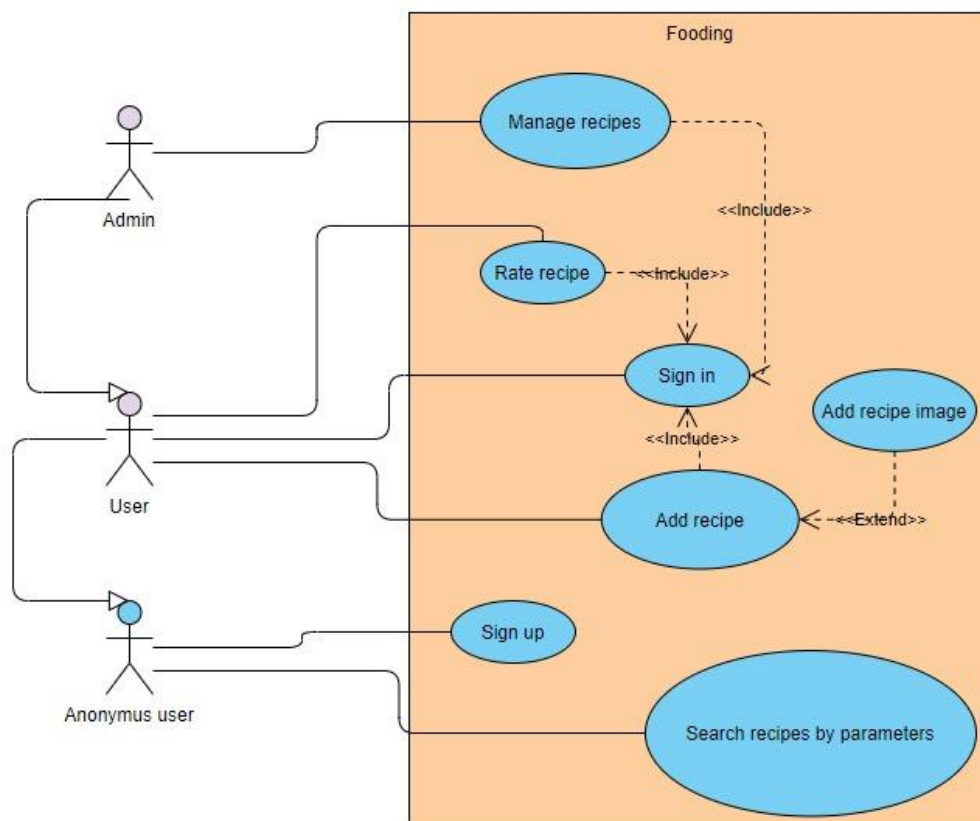 Fooding
Manage recipes
Admin
<<Include>>
Rate recipe
<<Include>>
Sign in
Add recipe image
<<Include>>
User
Add recipe
<<Extend>>
Sign up
Anonymus user
Search recipes by parameters